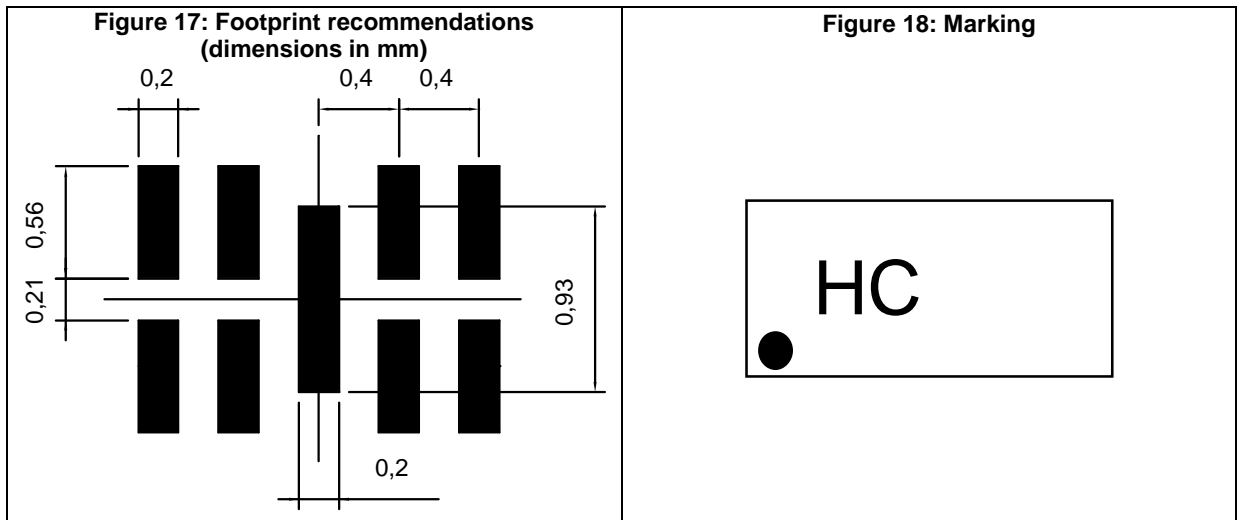 Figure 17: Footprint recommendations
(dimensions in mm)
0,2
0,4
0,4
0,56
0,21
0,93
0,2
Figure 18: Marking
HC